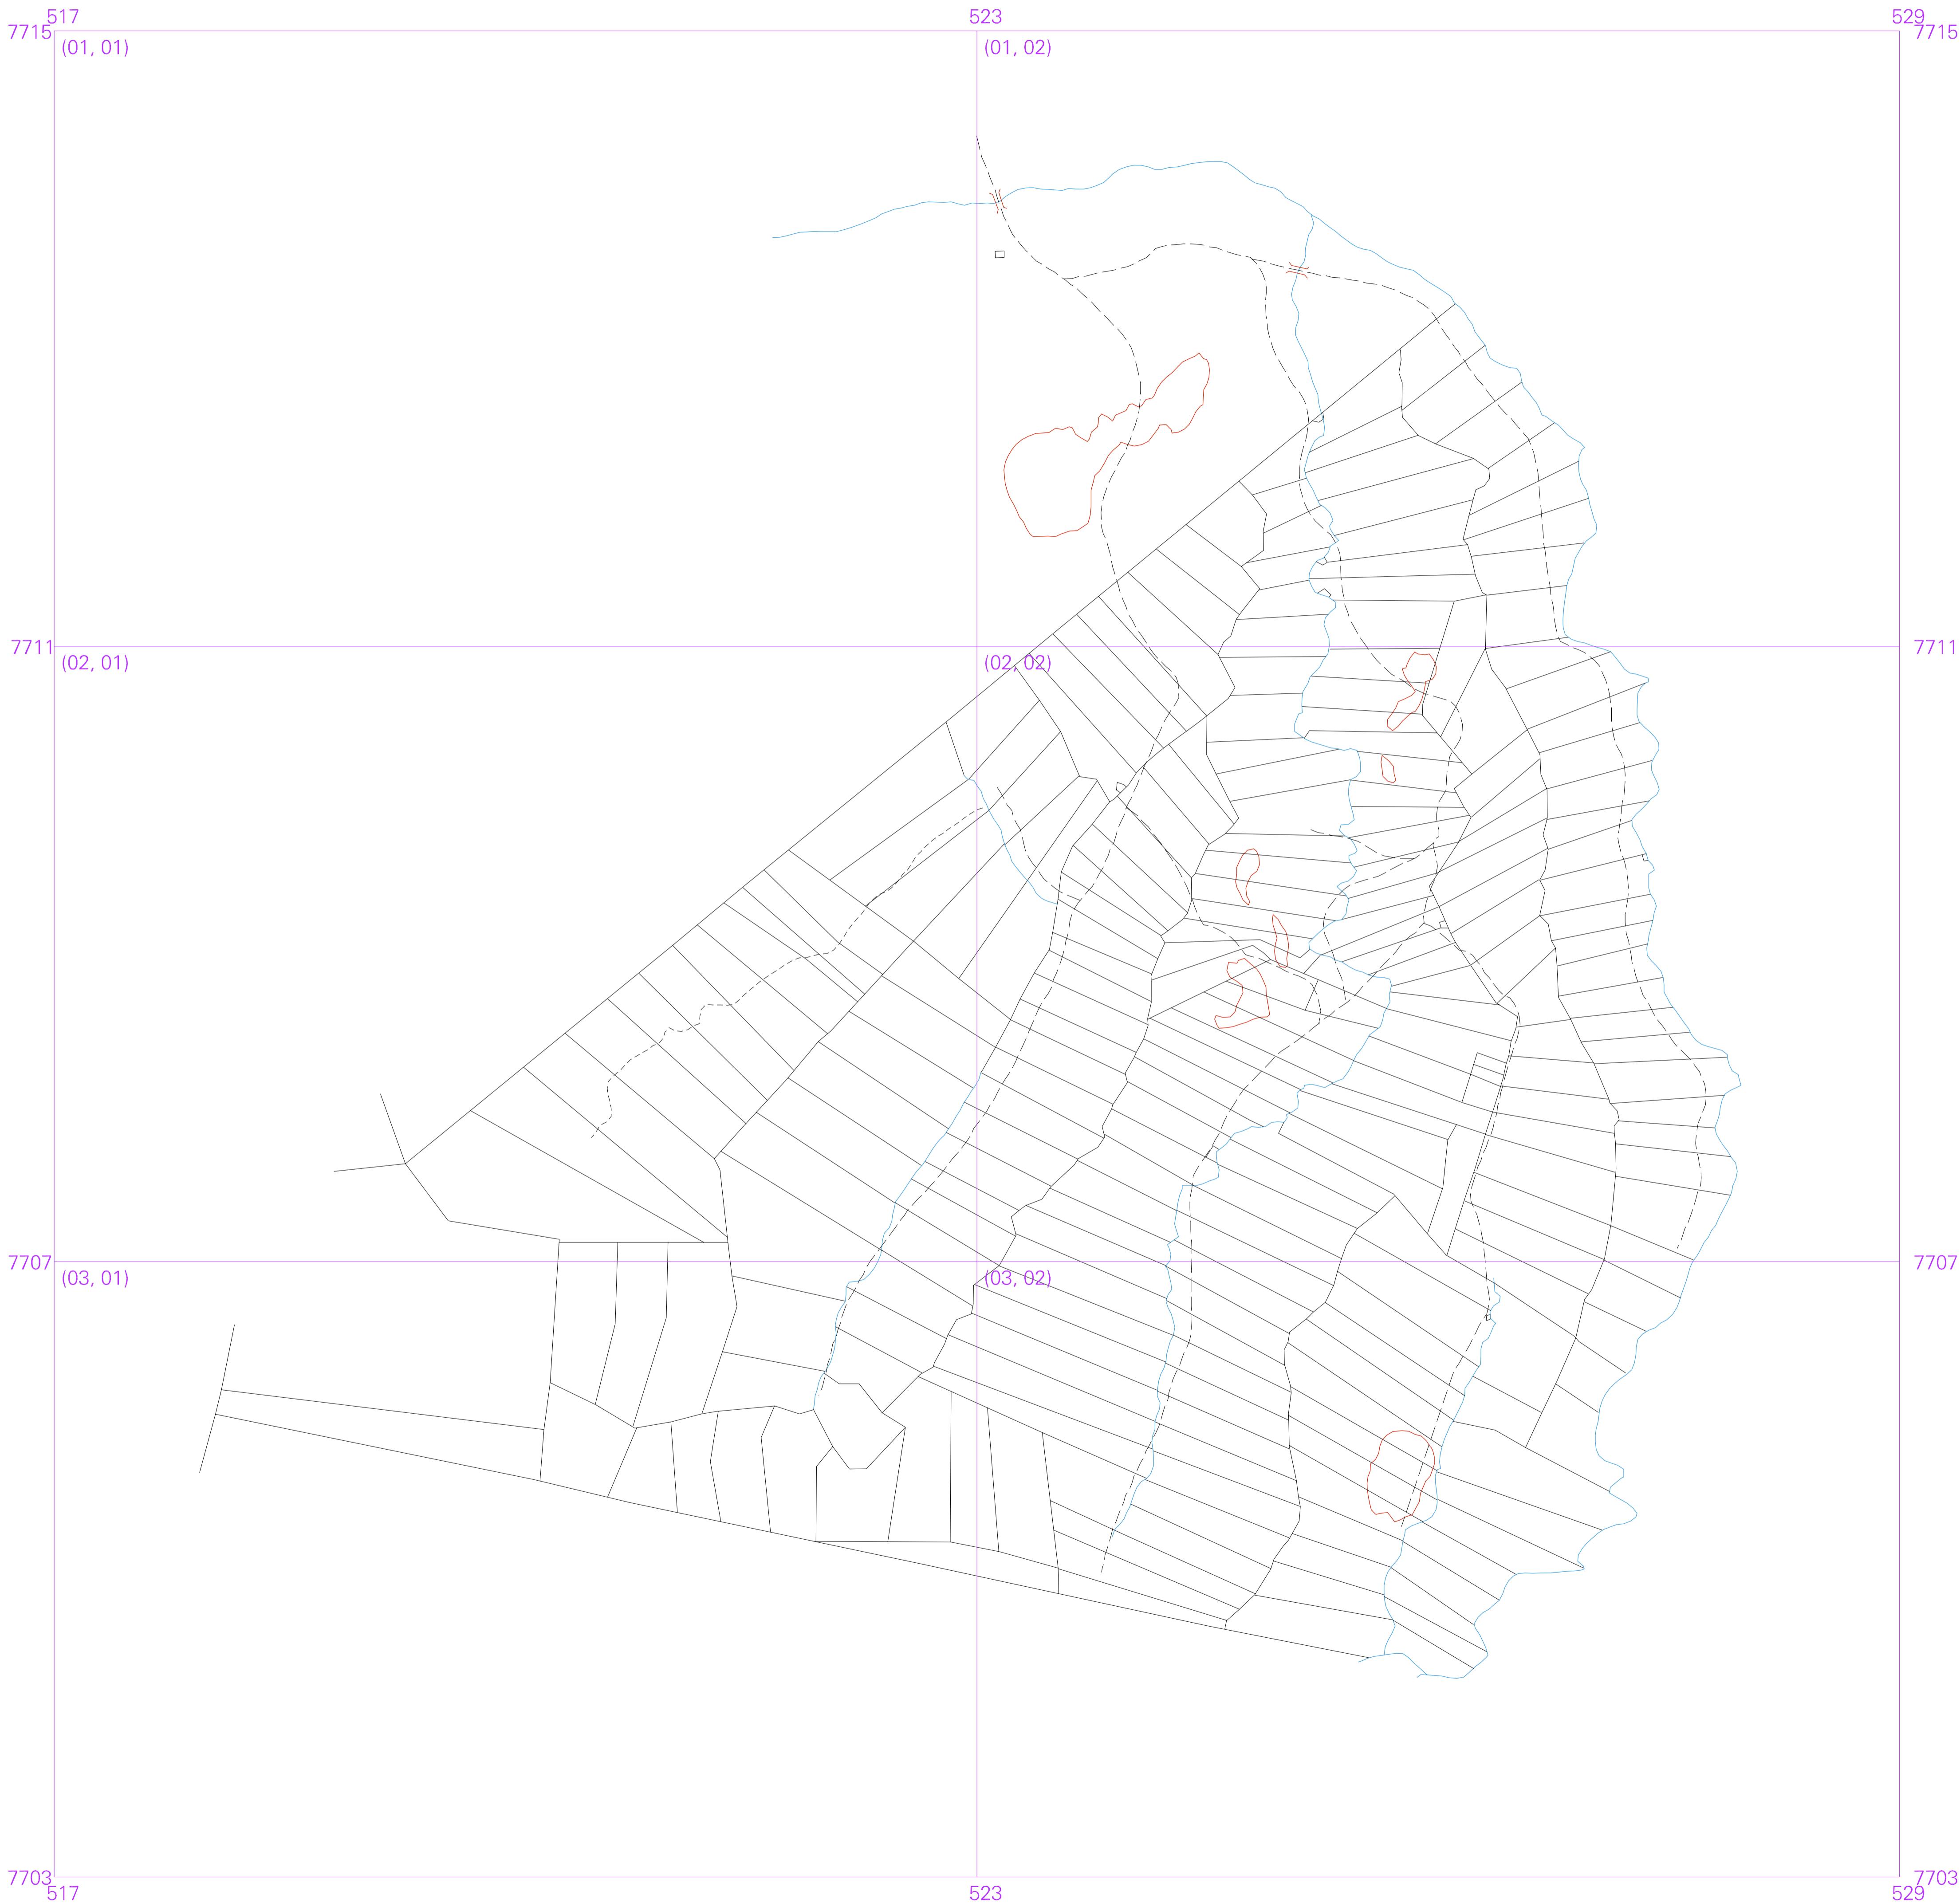 517 523 529
7715 7715
(01, 01) (01, 02)
7711 7711
(02, 01) (02, 02)
7707 7707
(03, 01) (03, 02)
7703 7703
517 523 529